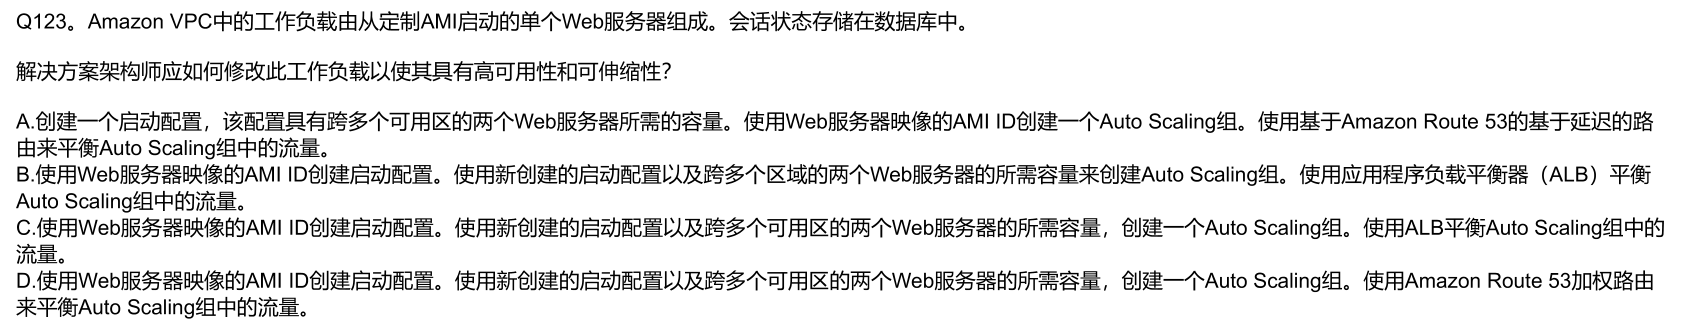 Q123。Amazon VPC中的工作负载由从定制AMI启动的单个Web服务器组成。会话状态存储在数据库中。
解决方案架构师应如何修改此工作负载以使其具有高可用性和可伸缩性？
A.创建一个启动配置，该配置具有跨多个可用区的两个Web服务器所需的容量。使用Web服务器映像的AMI ID创建一个Auto Scaling组。使用基于Amazon Route 53的基于延迟的路
由来平衡Auto Scaling组中的流量。
B.使用Web服务器映像的AMI ID创建启动配置。使用新创建的启动配置以及跨多个区域的两个Web服务器的所需容量来创建Auto Scaling组。使用应用程序负载平衡器（ALB）平衡
Auto Scaling组中的流量。
C.使用Web服务器映像的AMI ID创建启动配置。使用新创建的启动配置以及跨多个可用区的两个Web服务器的所需容量，创建一个Auto Scaling组。使用ALB平衡Auto Scaling组中的
流量。
D.使用Web服务器映像的AMI ID创建启动配置。使用新创建的启动配置以及跨多个可用区的两个Web服务器的所需容量，创建一个Auto Scaling组。使用Amazon Route 53加权路由
来平衡Auto Scaling组中的流量。